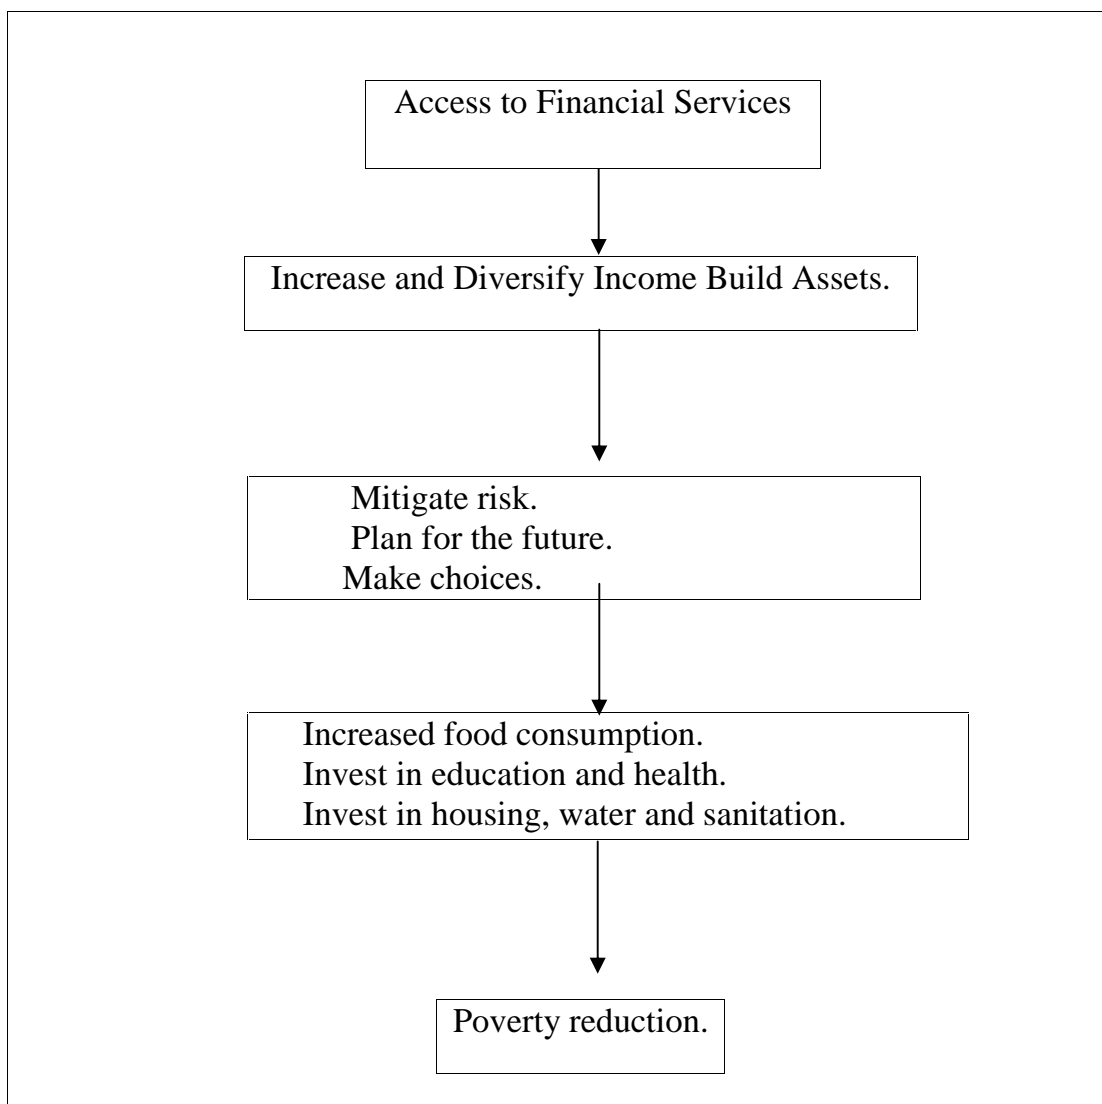 Access to Financial Services
Increase and Diversify Income Build Assets.
Mitigate risk.
Plan for the future.
Make choices.
Increased food consumption.
Invest in education and health.
Invest in housing, water and sanitation.
Poverty reduction.